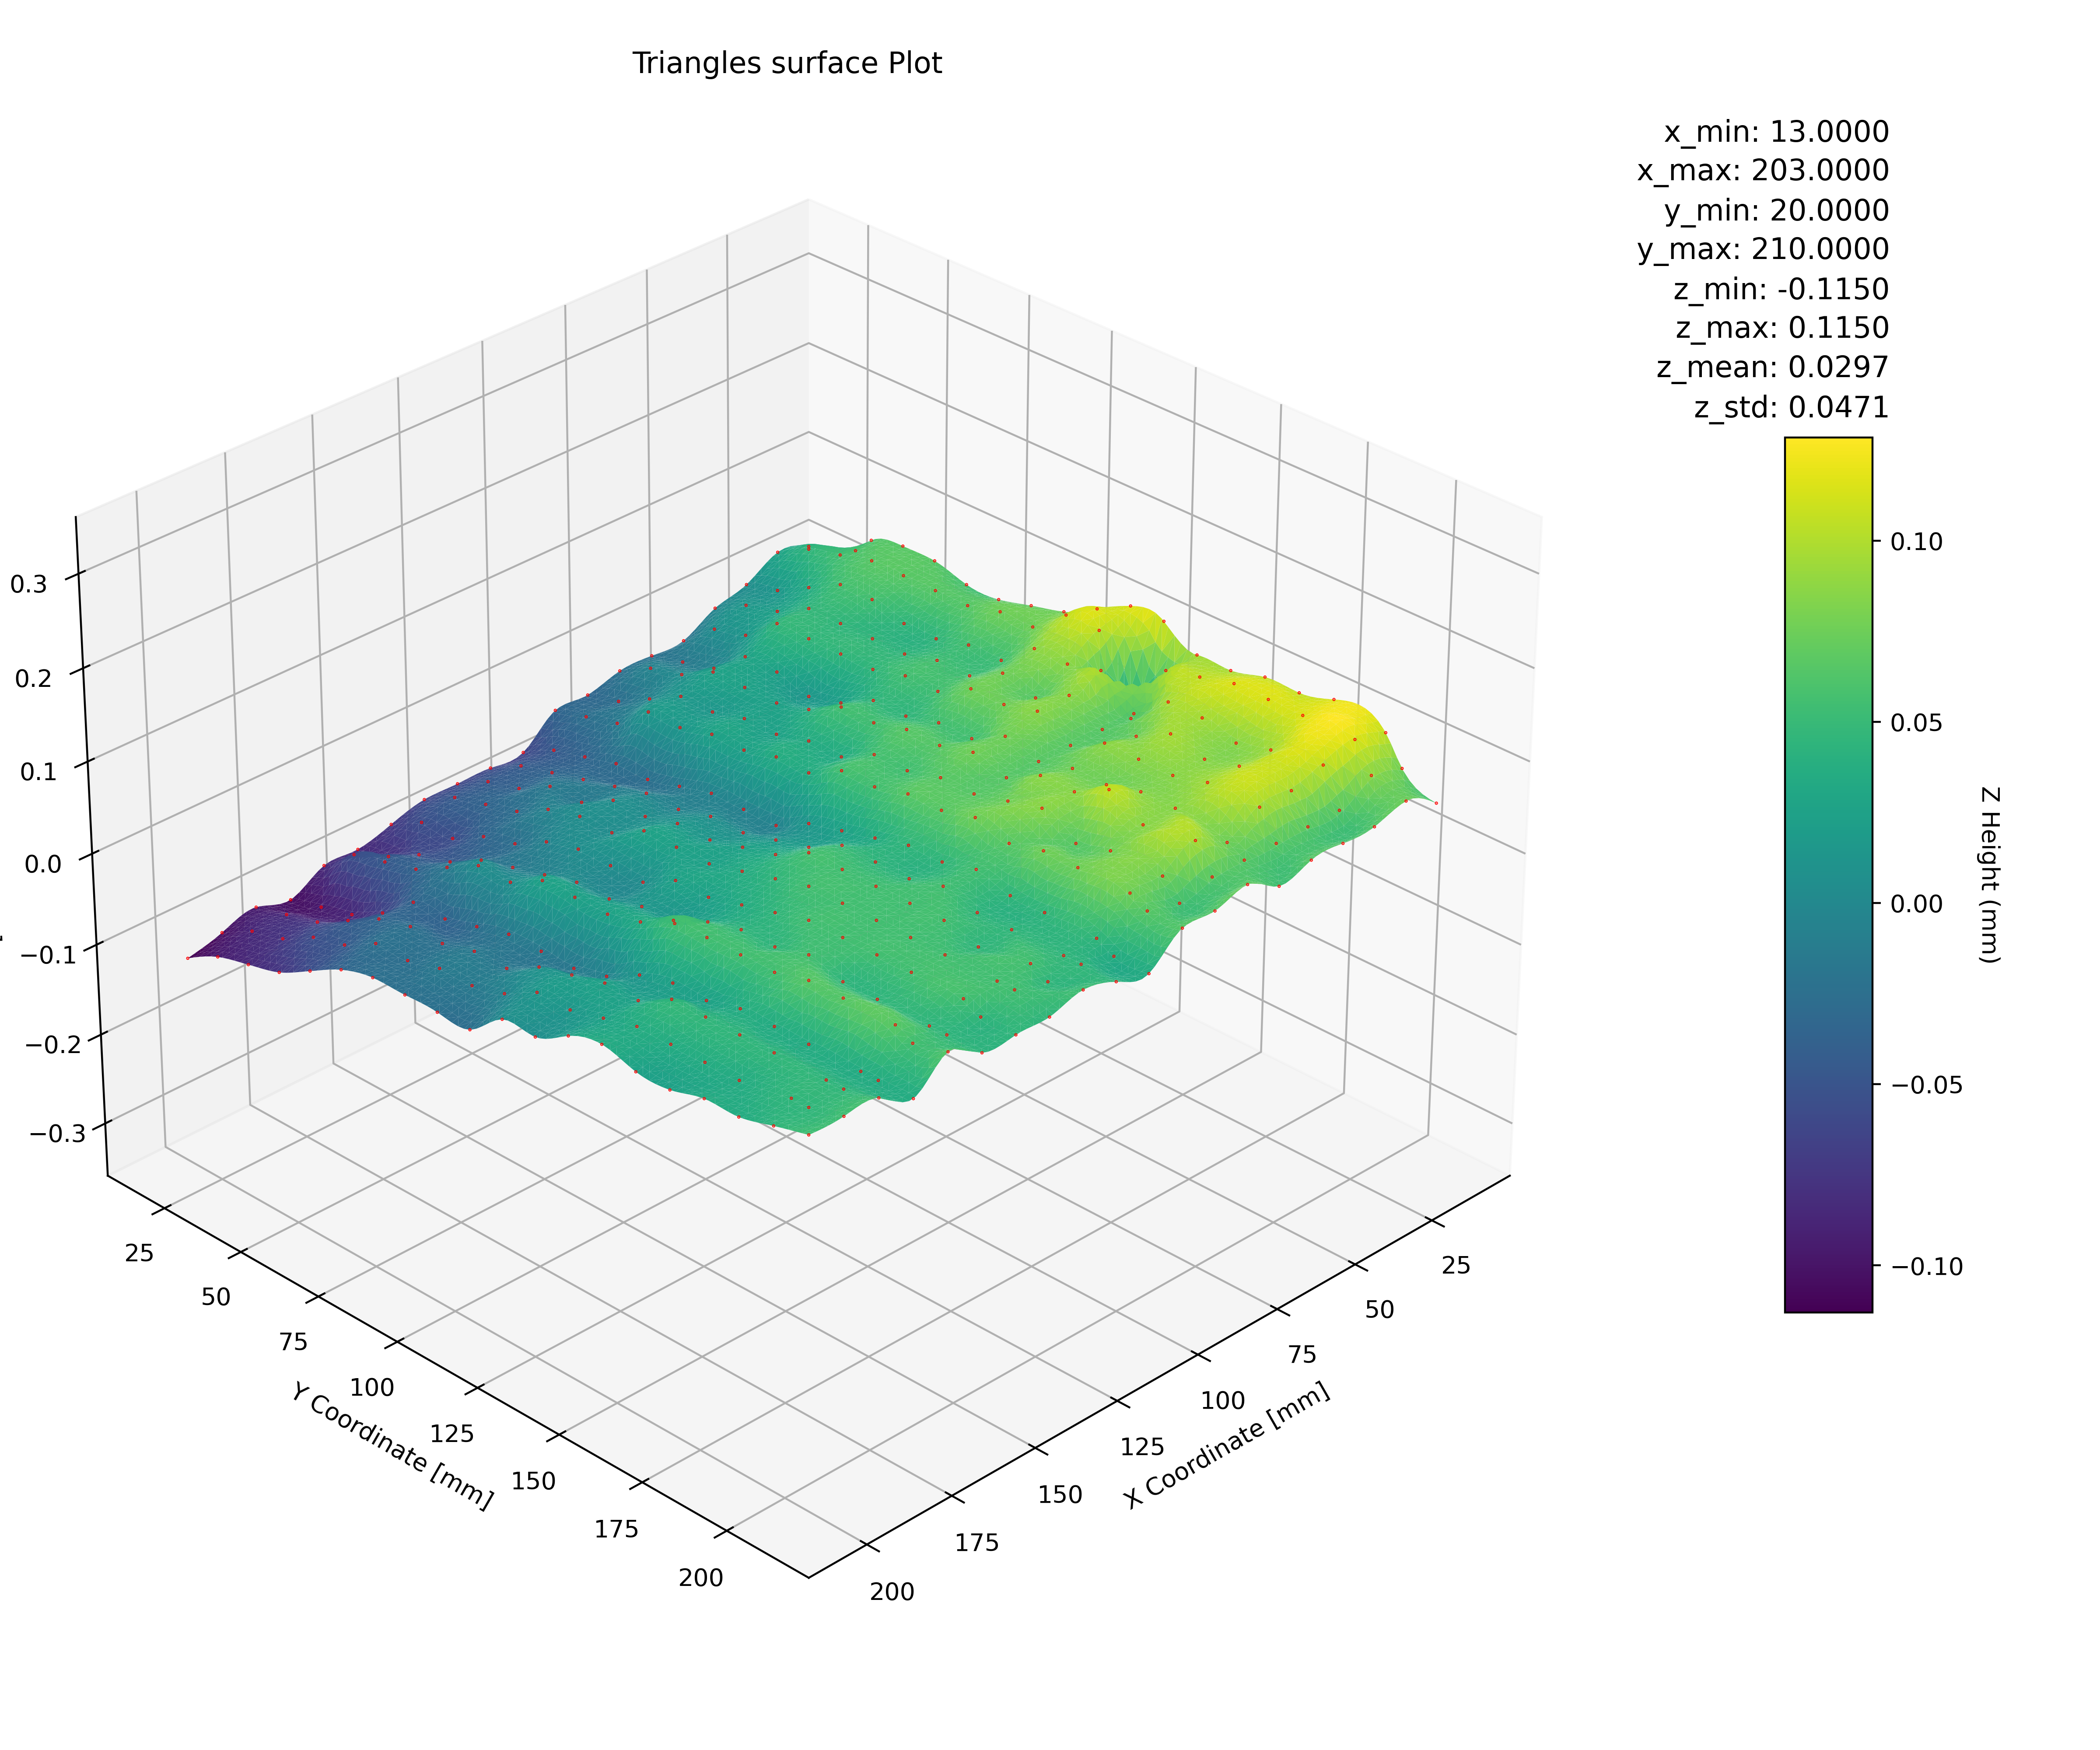 Triangles surface Plot
x_min: 13.0000
x_max: 203.0000
y_min: 20.0000
y_max: 210.0000
z_min: -0.1150
z_max: 0.1150
z_mean: 0.0297
z_std: 0.0471
0.3
0.2
0.1
0.0
−0.1
−0.2
−0.3
25
50
75
100
125
150
175
200
Y Coordinate [mm]
25
50
75
100
125
150
175
200
X Coordinate [mm]
0.10
0.05
0.00
−0.05
−0.10
Z Height (mm)